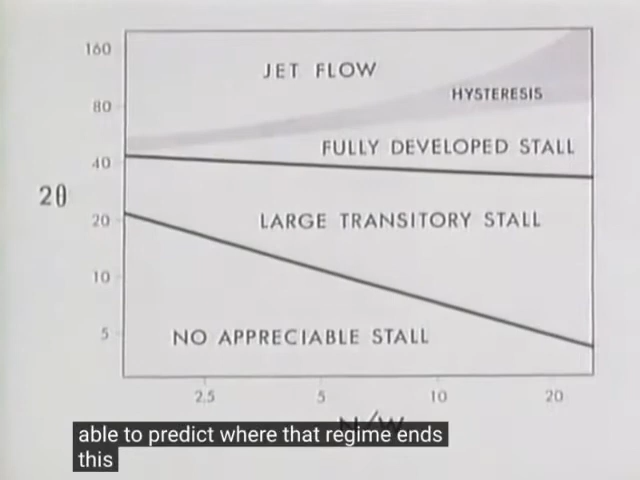 160
JET FLOW
HYSTERESIS
80
FULLY DEVELOPED STALL
40
2θ
LARGE TRANSITORY STALL
20
10
NO APPRECIABLE STALL
5
2.5 5 10 20
N/W
able to predict where that regime ends
this